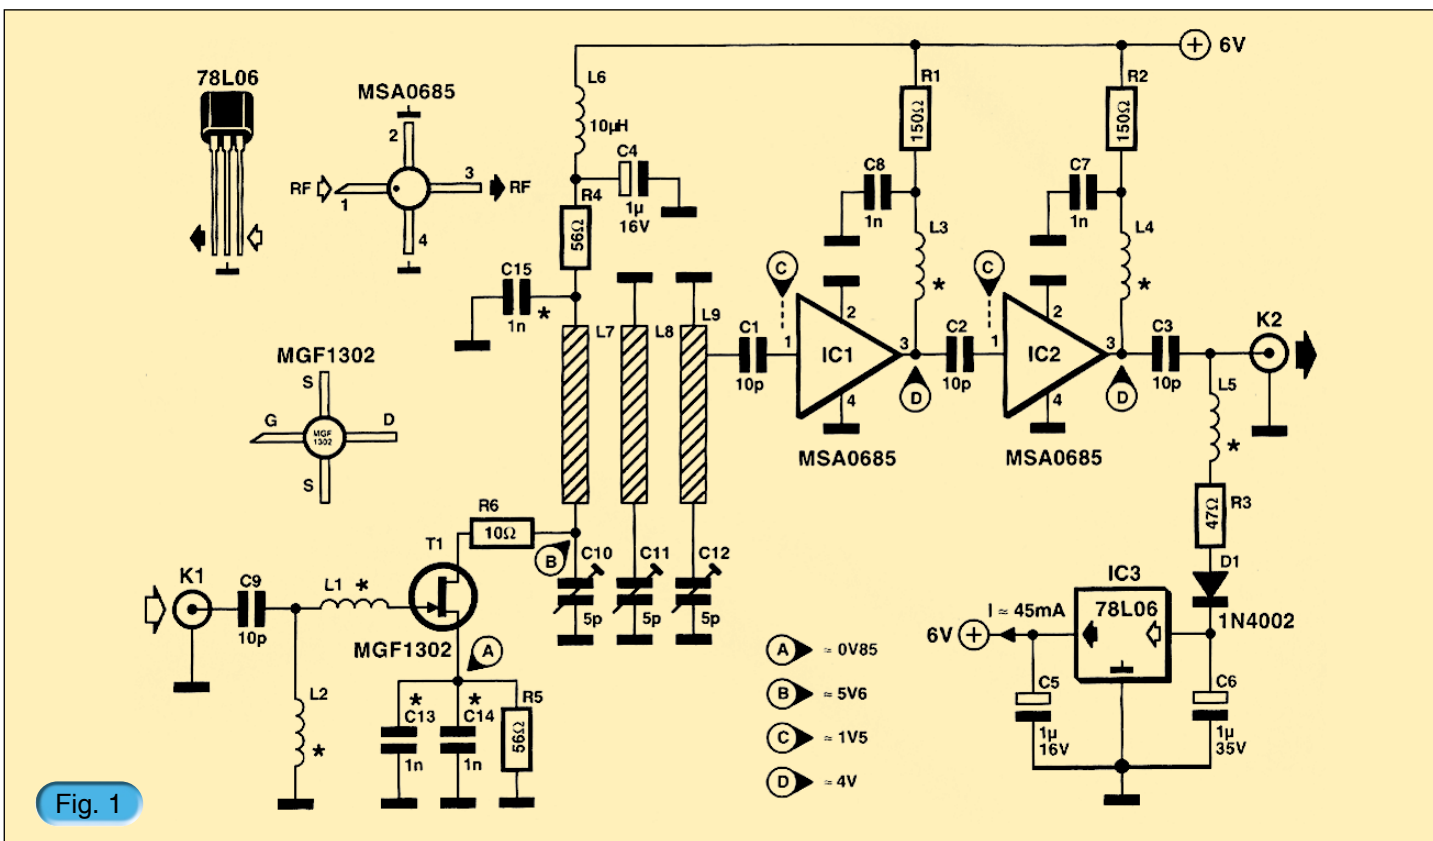 78L06
MSA0685
2
RF
1
3
RF
4
MGF1302
S
G
MGF
1302
D
S
L6
10µH
C4
1µ
16V
R4
56Ω
C15
1n
*
L7
L8
L9
6V
R1
150Ω
R2
150Ω
C8
1n
C7
1n
L3
*
L4
*
C
C
C1
10p
1
2
IC1
3
4
MSA0685
D
C2
10p
1
2
IC2
3
4
MSA0685
D
C3
10p
K2
L5
*
R3
47Ω
D1
1N4002
IC3
78L06
I ≈ 45mA
6V
C5
1µ
16V
C6
1µ
35V
R6
10Ω
B
C10
5p
C11
5p
C12
5p
T1
MGF1302
K1
C9
10p
L1 *
L2
*
A
*
C13
1n
*
C14
1n
R5
56Ω
A ≈ 0V85
B ≈ 5V6
C ≈ 1V5
D ≈ 4V
Fig. 1